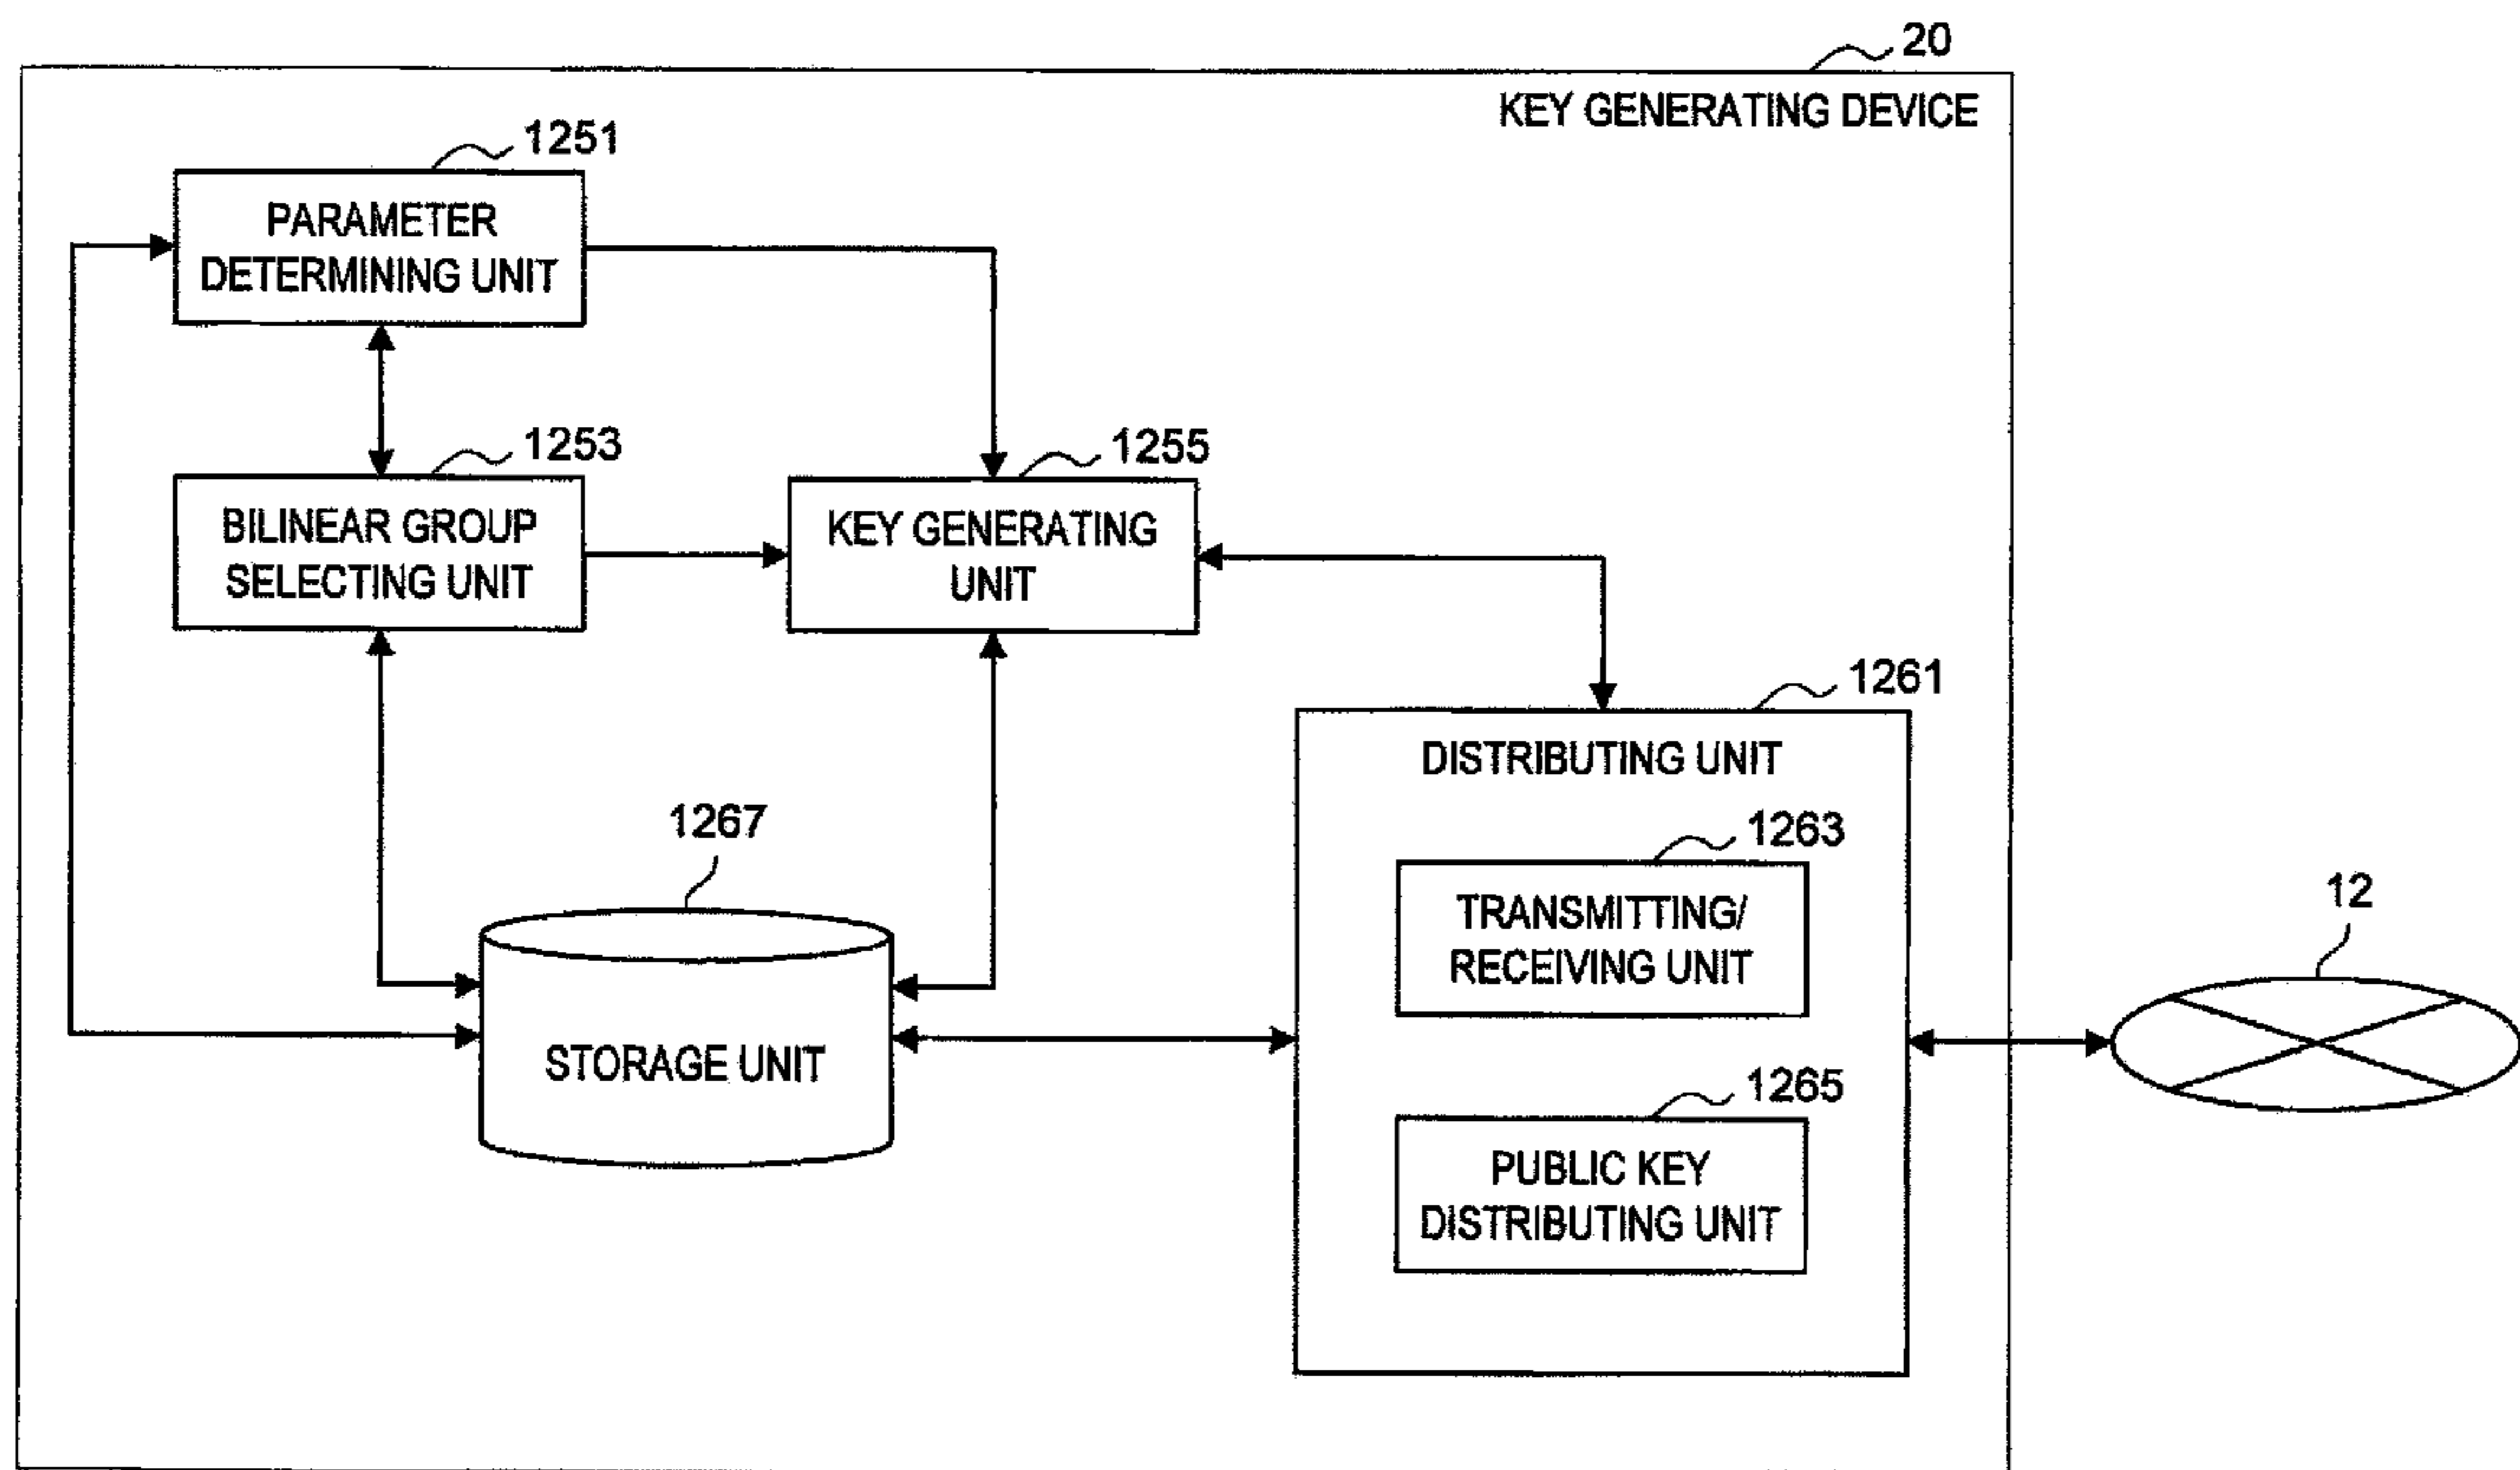 20
KEY GENERATING DEVICE
1251
PARAMETER
DETERMINING UNIT
1253
BILINEAR GROUP
SELECTING UNIT
1255
KEY GENERATING
UNIT
1261
DISTRIBUTING UNIT
1263
TRANSMITTING/
RECEIVING UNIT
1265
PUBLIC KEY
DISTRIBUTING UNIT
1267
STORAGE UNIT
12